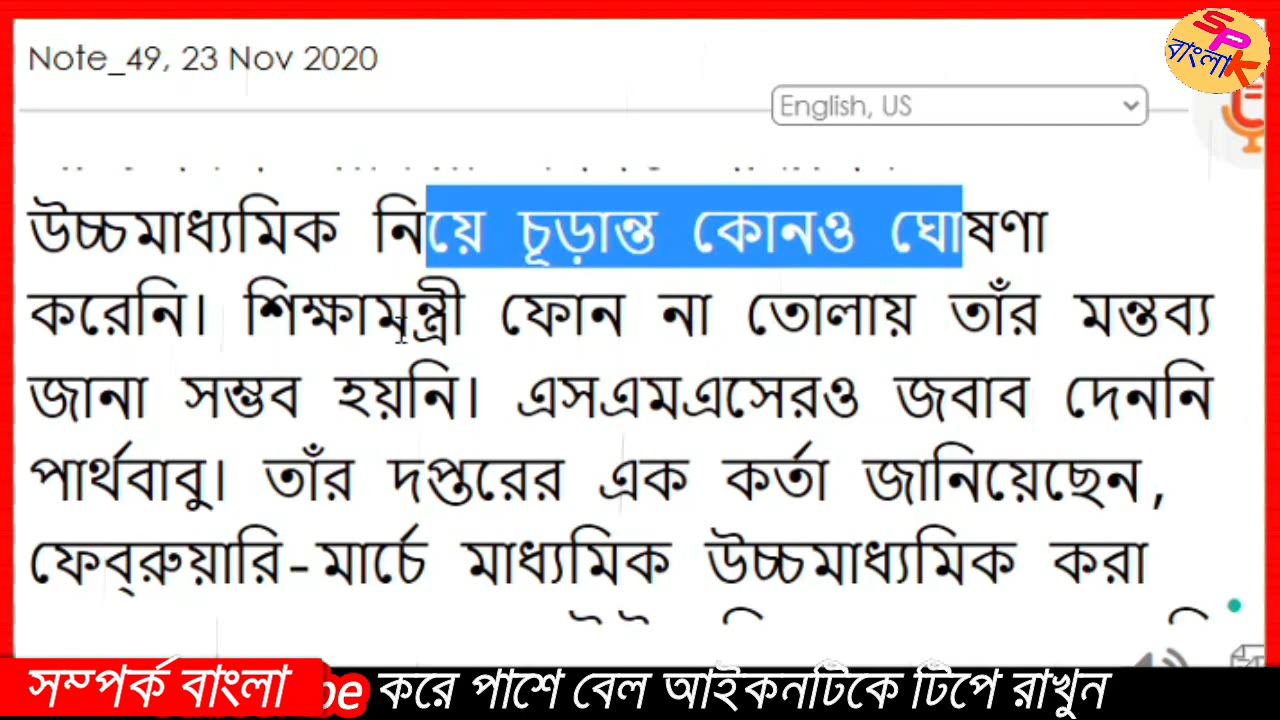 Note_49, 23 Nov 2020
SPK
বাংলা
English, US
উচ্চমাধ্যমিক নিয়ে চূড়ান্ত কোনও ঘোষণা
করেনি। শিক্ষামন্ত্রী ফোন না তোলায় তাঁর মন্তব্য
জানা সম্ভব হয়নি। এসএমএসেরও জবাব দেননি
পার্থবাবু। তাঁর দপ্তরের এক কর্তা জানিয়েছেন,
ফেব্রুয়ারি-মার্চে মাধ্যমিক উচ্চমাধ্যমিক করা
সম্পর্ক বাংলা করে পাশে বেল আইকনটিকে টিপে রাখুন